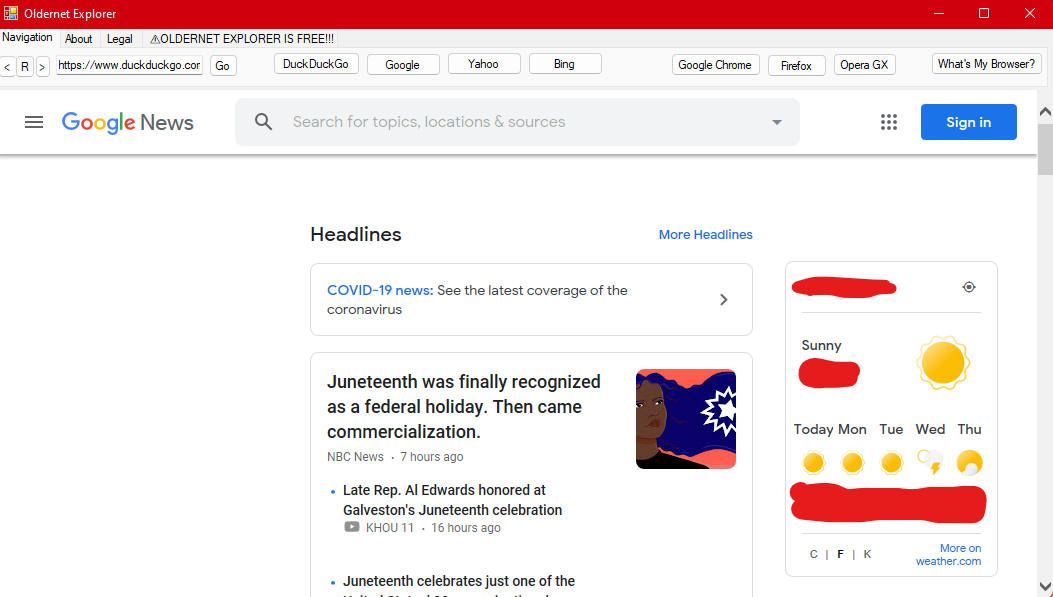 Oldernet Explorer
Navigation About Legal ⚠OLDERNET EXPLORER IS FREE!!!
< R > https://www.duckduckgo.com Go DuckDuckGo Google Yahoo Bing Google Chrome Firefox Opera GX What's My Browser?
Google News Search for topics, locations & sources Sign in
Headlines More Headlines
COVID-19 news: See the latest coverage of the
coronavirus
Juneteenth was finally recognized
as a federal holiday. Then came
commercialization.
NBC News · 7 hours ago
• Late Rep. Al Edwards honored at
Galveston's Juneteenth celebration
KHOU 11 · 16 hours ago
• Juneteenth celebrates just one of the
Sunny
Today Mon Tue Wed Thu
C | F | K More on
weather.com